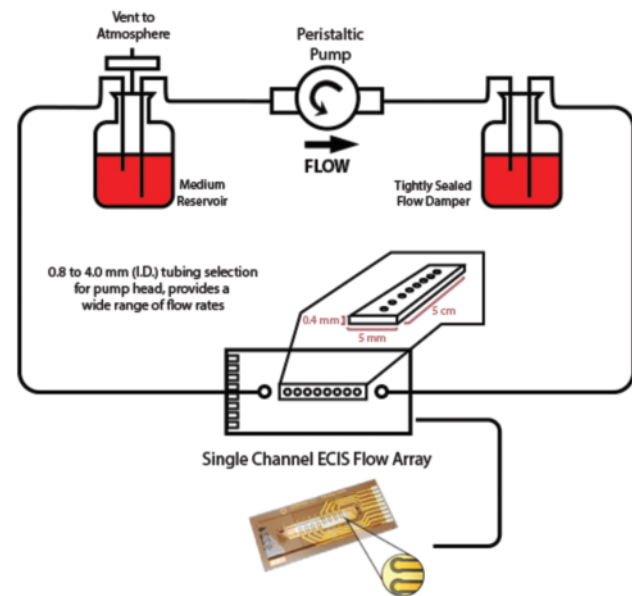 Vent to
Atmosphere
Peristaltic
Pump
FLOW
Medium
Reservoir
Tightly Sealed
Flow Damper
0.8 to 4.0 mm (I.D.) tubing selection
for pump head, provides a
wide range of flow rates
0.4 mm
5 mm
5 cm
Single Channel ECIS Flow Array